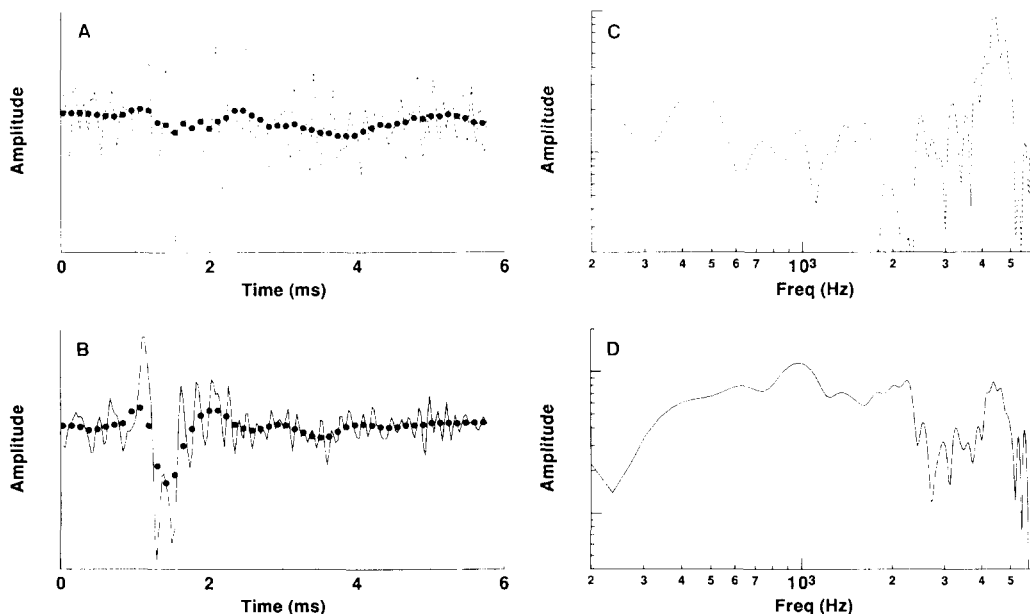 A
Amplitude
0 2 4 6
Time (ms)
B
Amplitude
0 2 4 6
Time (ms)
C
Amplitude
2 3 4 5 6 7 10³ 2 3 4 5
Freq (Hz)
D
Amplitude
2 3 4 5 6 7 10³ 2 3 4 5
Freq (Hz)